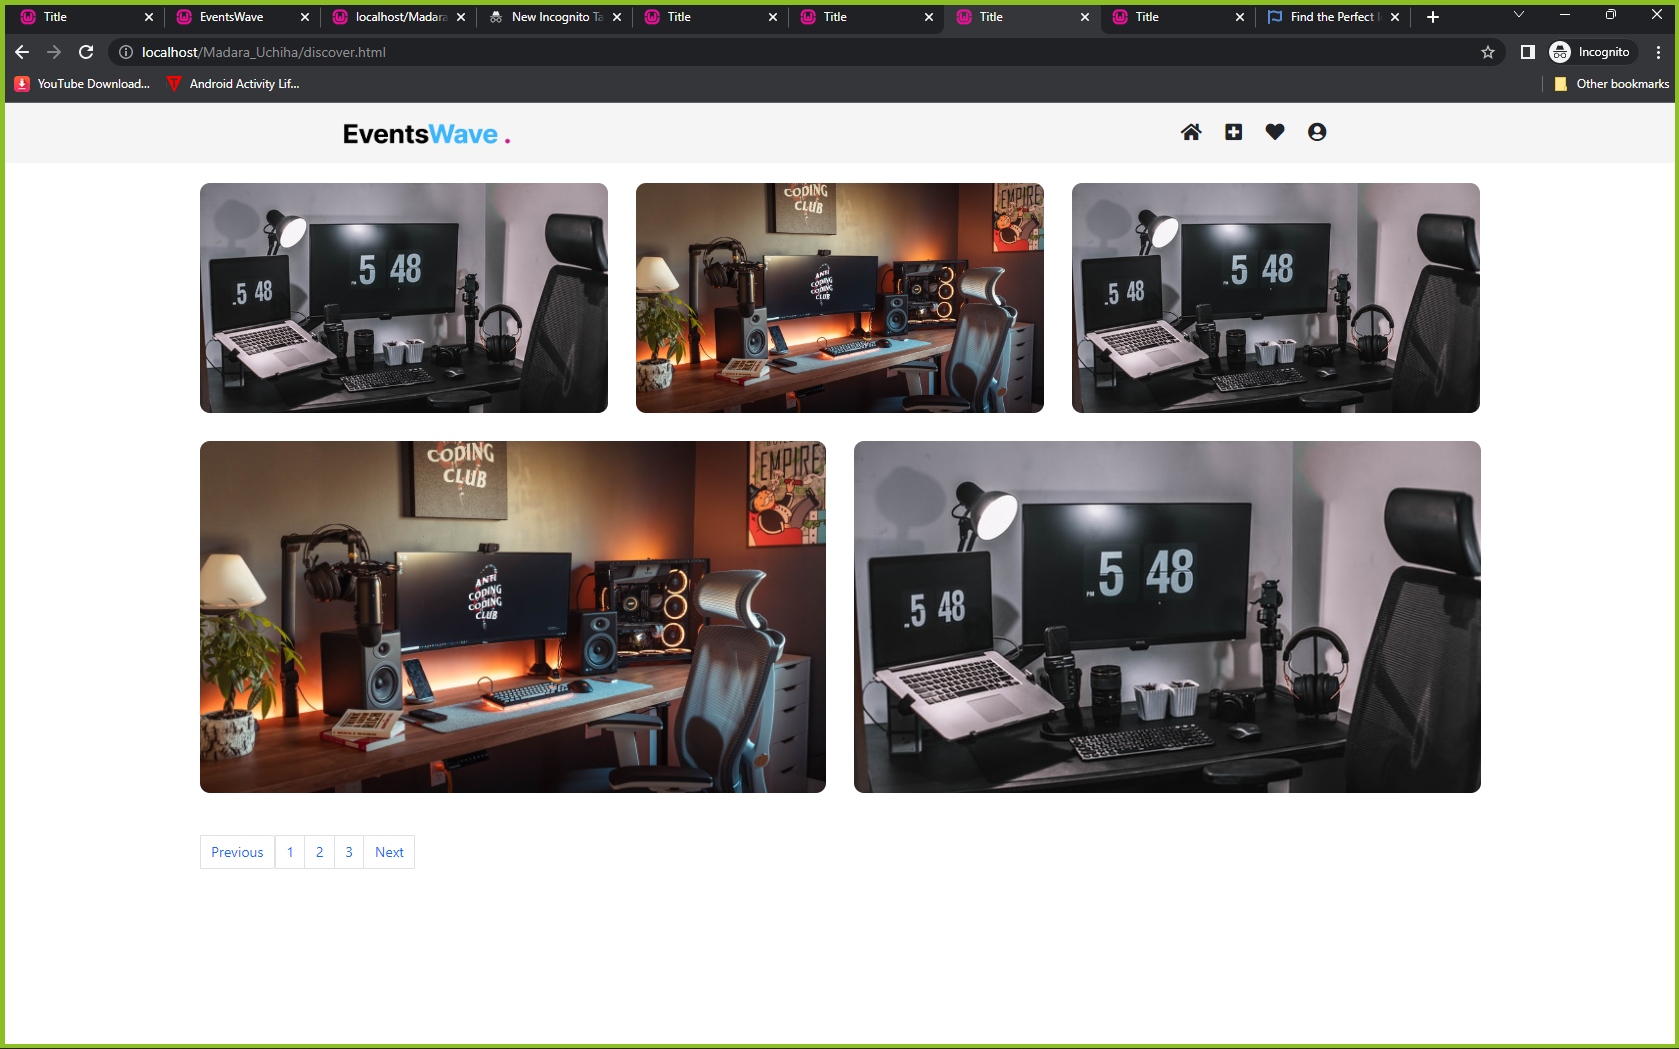 Title
EventsWave
localhost/Madara
New Incognito Ta
Title
Title
Title
Title
Find the Perfect I
localhost/Madara_Uchiha/discover.html
Incognito
YouTube Download...
Android Activity Lif...
Other bookmarks
EventsWave .
.5 48
PM 5 48
CODING
CLUB
EMPIRE
ANTI
CODING
CODING
CLUB
.5 48
PM 5 48
CODING
CLUB
EMPIRE
ANTI
CODING
CODING
CLUB
.5 48
PM 5 48
Previous 1 2 3 Next